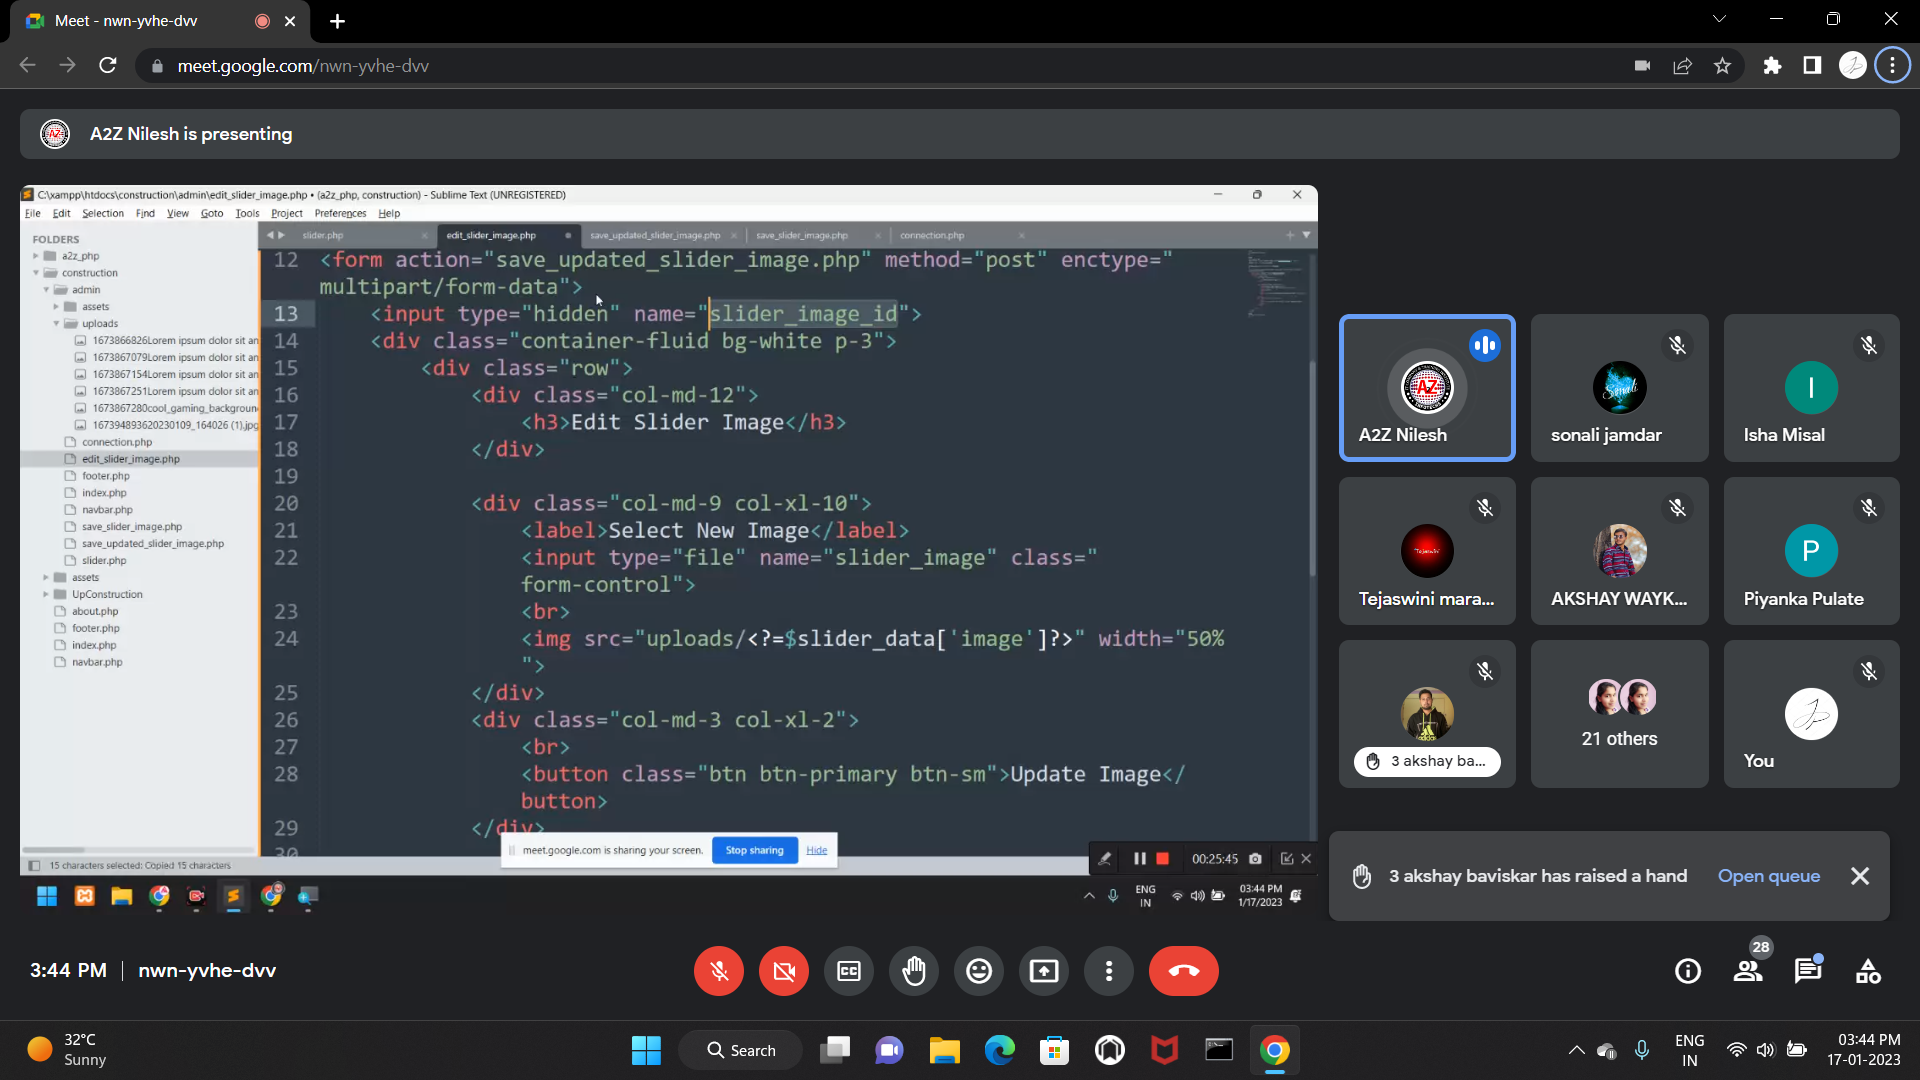 Meet - nwn-yvhe-dvv
meet.google.com/nwn-yvhe-dvv
A2Z Nilesh is presenting
C:\xampp\htdocs\construction\admin\edit_slider_image.php • (a2z_php, construction) - Sublime Text (UNREGISTERED)
File Edit Selection Find View Goto Tools Project Preferences Help
FOLDERS
a2z_php
construction
admin
assets
uploads
1673866826Lorem ipsum dolor sit an
1673867079Lorem ipsum dolor sit an
1673867154Lorem ipsum dolor sit an
1673867251Lorem ipsum dolor sit an
1673867280cool_gaming_backgroun
167394893620230109_164026 (1).jpg
connection.php
edit_slider_image.php
footer.php
index.php
navbar.php
save_slider_image.php
save_updated_slider_image.php
slider.php
assets
UpConstruction
about.php
footer.php
index.php
navbar.php
slider.php edit_slider_image.php save_updated_slider_image.php save_slider_image.php connection.php
12 <form action="save_updated_slider_image.php" method="post" enctype="
multipart/form-data">
13 <input type="hidden" name="slider_image_id">
14 <div class="container-fluid bg-white p-3">
15 <div class="row">
16 <div class="col-md-12">
17 <h3>Edit Slider Image</h3>
18 </div>
19
20 <div class="col-md-9 col-xl-10">
21 <label>Select New Image</label>
22 <input type="file" name="slider_image" class="
form-control">
23 <br>
24 <img src="uploads/<?=$slider_data['image']?>" width="50%
">
25 </div>
26 <div class="col-md-3 col-xl-2">
27 <br>
28 <button class="btn btn-primary btn-sm">Update Image</
button>
29 </div>
30
meet.google.com is sharing your screen. Stop sharing Hide
15 characters selected: Copied 15 characters
00:25:45
ENG
IN
03:44 PM
1/17/2023
AZ
A2Z Nilesh
Sonali
sonali jamdar
I
Isha Misal
Tejaswini
Tejaswini mara...
AKSHAY WAYK...
P
Piyanka Pulate
3 akshay ba...
21 others
You
3 akshay baviskar has raised a hand Open queue
3:44 PM | nwn-yvhe-dvv
CC
28
32°C
Sunny
Search
ENG
IN
03:44 PM
17-01-2023